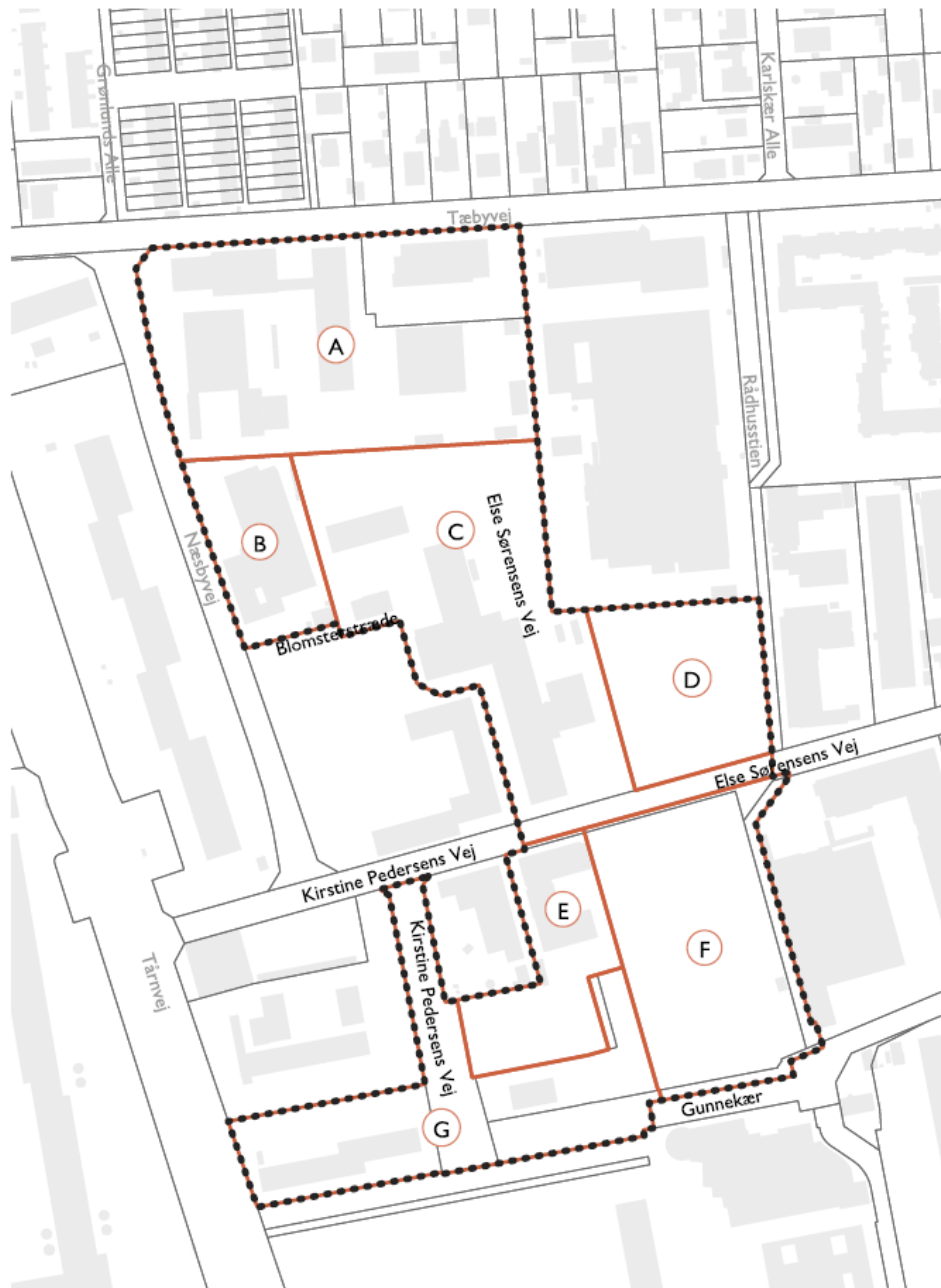 Grønlunds Alle
Karlskær Alle
Tæbyvej
A
Rådhusstien
Else Sørensens Vej
B
C
Næsbyvej
Blomsterstræde
D
Else Sørensens Vej
Kirstine Pedersens Vej
E
F
Kirstine Pedersens Vej
Tårnvej
Gunnekær
G